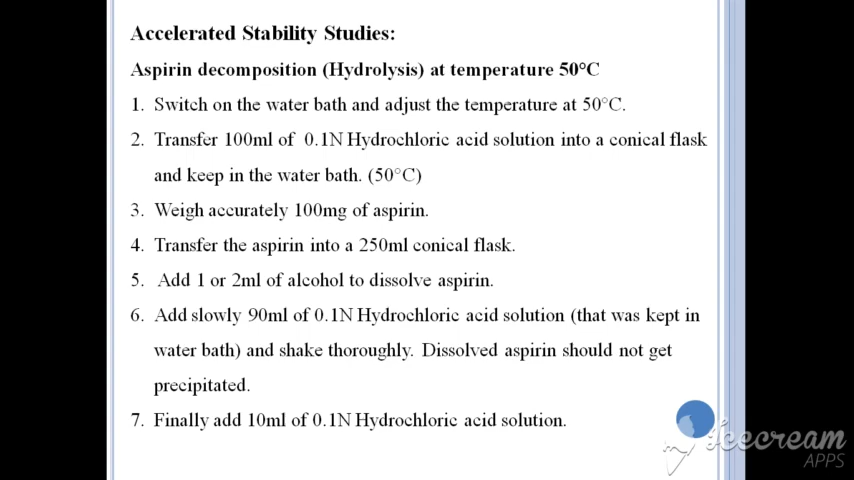 Accelerated Stability Studies:
Aspirin decomposition (Hydrolysis) at temperature 50°C
1. Switch on the water bath and adjust the temperature at 50°C.
2. Transfer 100ml of 0.1N Hydrochloric acid solution into a conical flask
and keep in the water bath. (50°C)
3. Weigh accurately 100mg of aspirin.
4. Transfer the aspirin into a 250ml conical flask.
5. Add 1 or 2ml of alcohol to dissolve aspirin.
6. Add slowly 90ml of 0.1N Hydrochloric acid solution (that was kept in
water bath) and shake thoroughly. Dissolved aspirin should not get
precipitated.
7. Finally add 10ml of 0.1N Hydrochloric acid solution.
Icecream
APPS